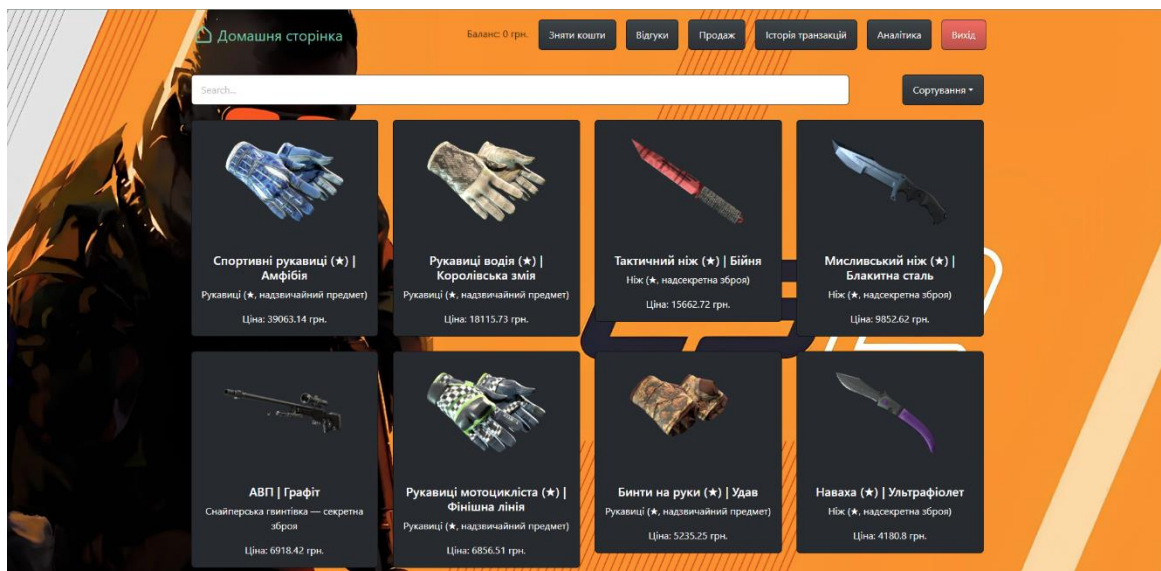 Домашня сторінка
Баланс: 0 грн.
Зняти кошти
Відгуки
Продаж
Історія транзакцій
Аналітика
Вихід
Search...
Сортування
Спортивні рукавиці (★) |
Амфібія
Рукавиці (★, надзвичайний предмет)
Ціна: 39063.14 грн.
Рукавиці водія (★) |
Королівська змія
Рукавиці (★, надзвичайний предмет)
Ціна: 18115.73 грн.
Тактичний ніж (★) | Бійня
Ніж (★, надсекретна зброя)
Ціна: 15662.72 грн.
Мисливський ніж (★) |
Блакитна сталь
Ніж (★, надсекретна зброя)
Ціна: 9852.62 грн.
АВП | Графіт
Снайперська гвинтівка — секретна
зброя
Ціна: 6918.42 грн.
Рукавиці мотоцикліста (★) |
Фінішна лінія
Рукавиці (★, надзвичайний предмет)
Ціна: 6856.51 грн.
Бинти на руки (★) | Удав
Рукавиці (★, надзвичайний предмет)
Ціна: 5235.25 грн.
Наваха (★) | Ультрафіолет
Ніж (★, надсекретна зброя)
Ціна: 4180.8 грн.